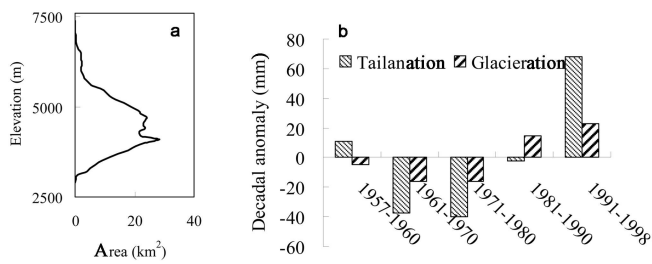 a
7500
5000
2500
Elevation (m)
0 20 40
Area (km²)
b
Tailanation Glacieration
80
60
40
20
0
-20
-40
-60
Decadal anomaly (mm)
1957-1960
1961-1970
1971-1980
1981-1990
1991-1998